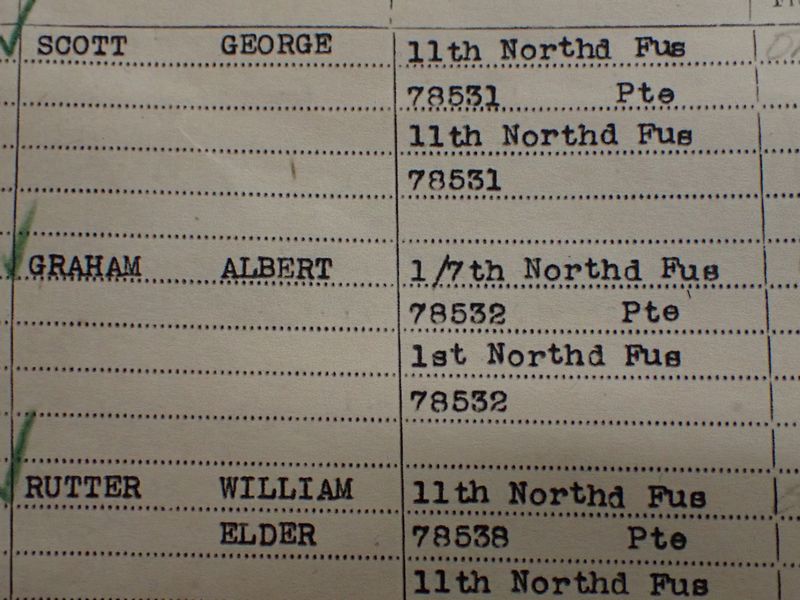 SCOTT GEORGE 11th Northd Fus
78531 Pte
11th Northd Fus
78531
GRAHAM ALBERT 1/7th Northd Fus
78532 Pte
1st Northd Fus
78532
RUTTER WILLIAM 11th Northd Fus
ELDER 78538 Pte
11th Northd Fus